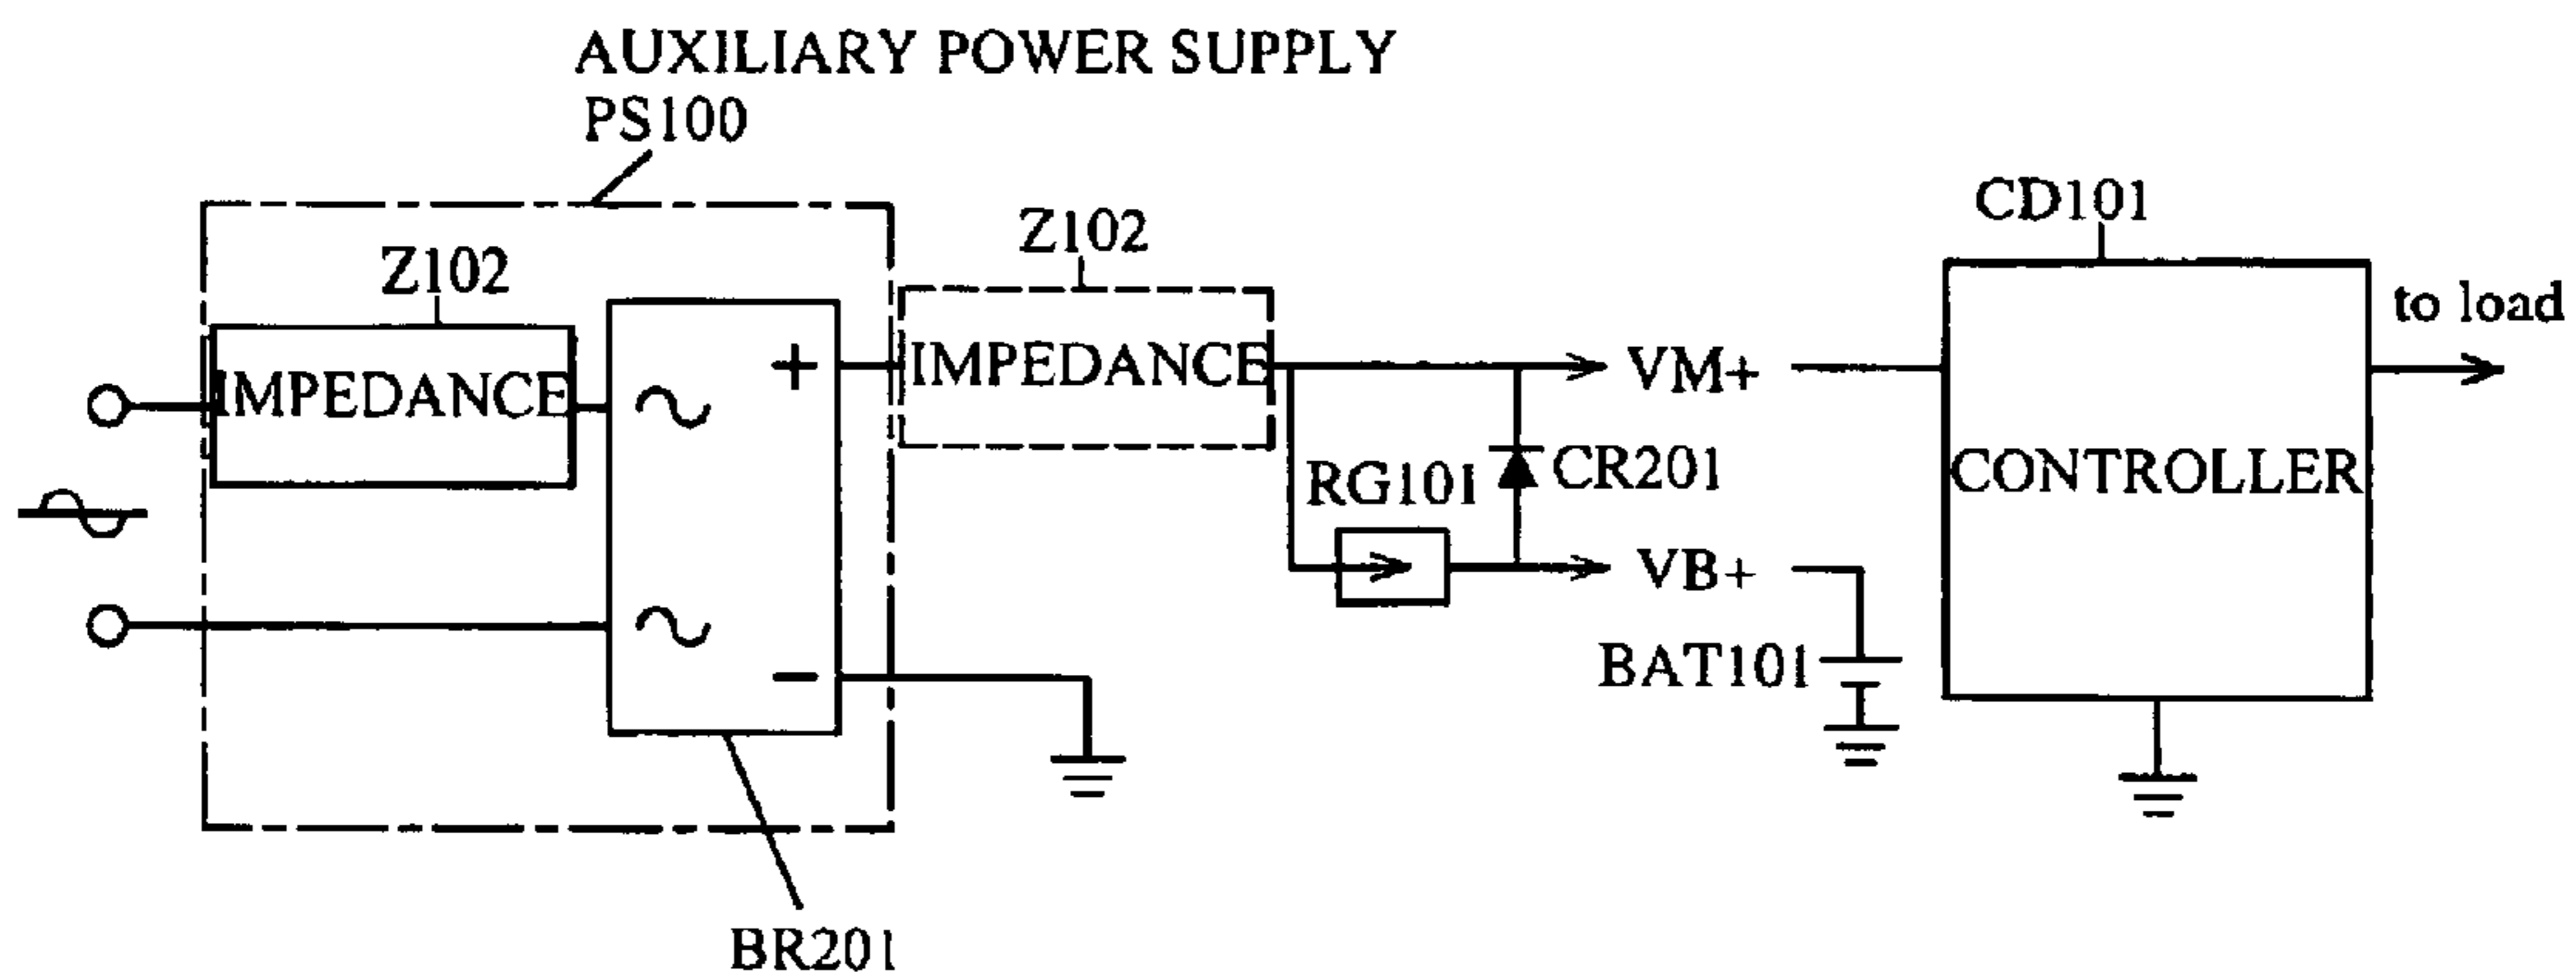 AUXILIARY POWER SUPPLY
PS100
Z102
IMPEDANCE
+
−
BR201
Z102
IMPEDANCE
RG101
CR201
VM+
VB+
BAT101
CD101
CONTROLLER
to load